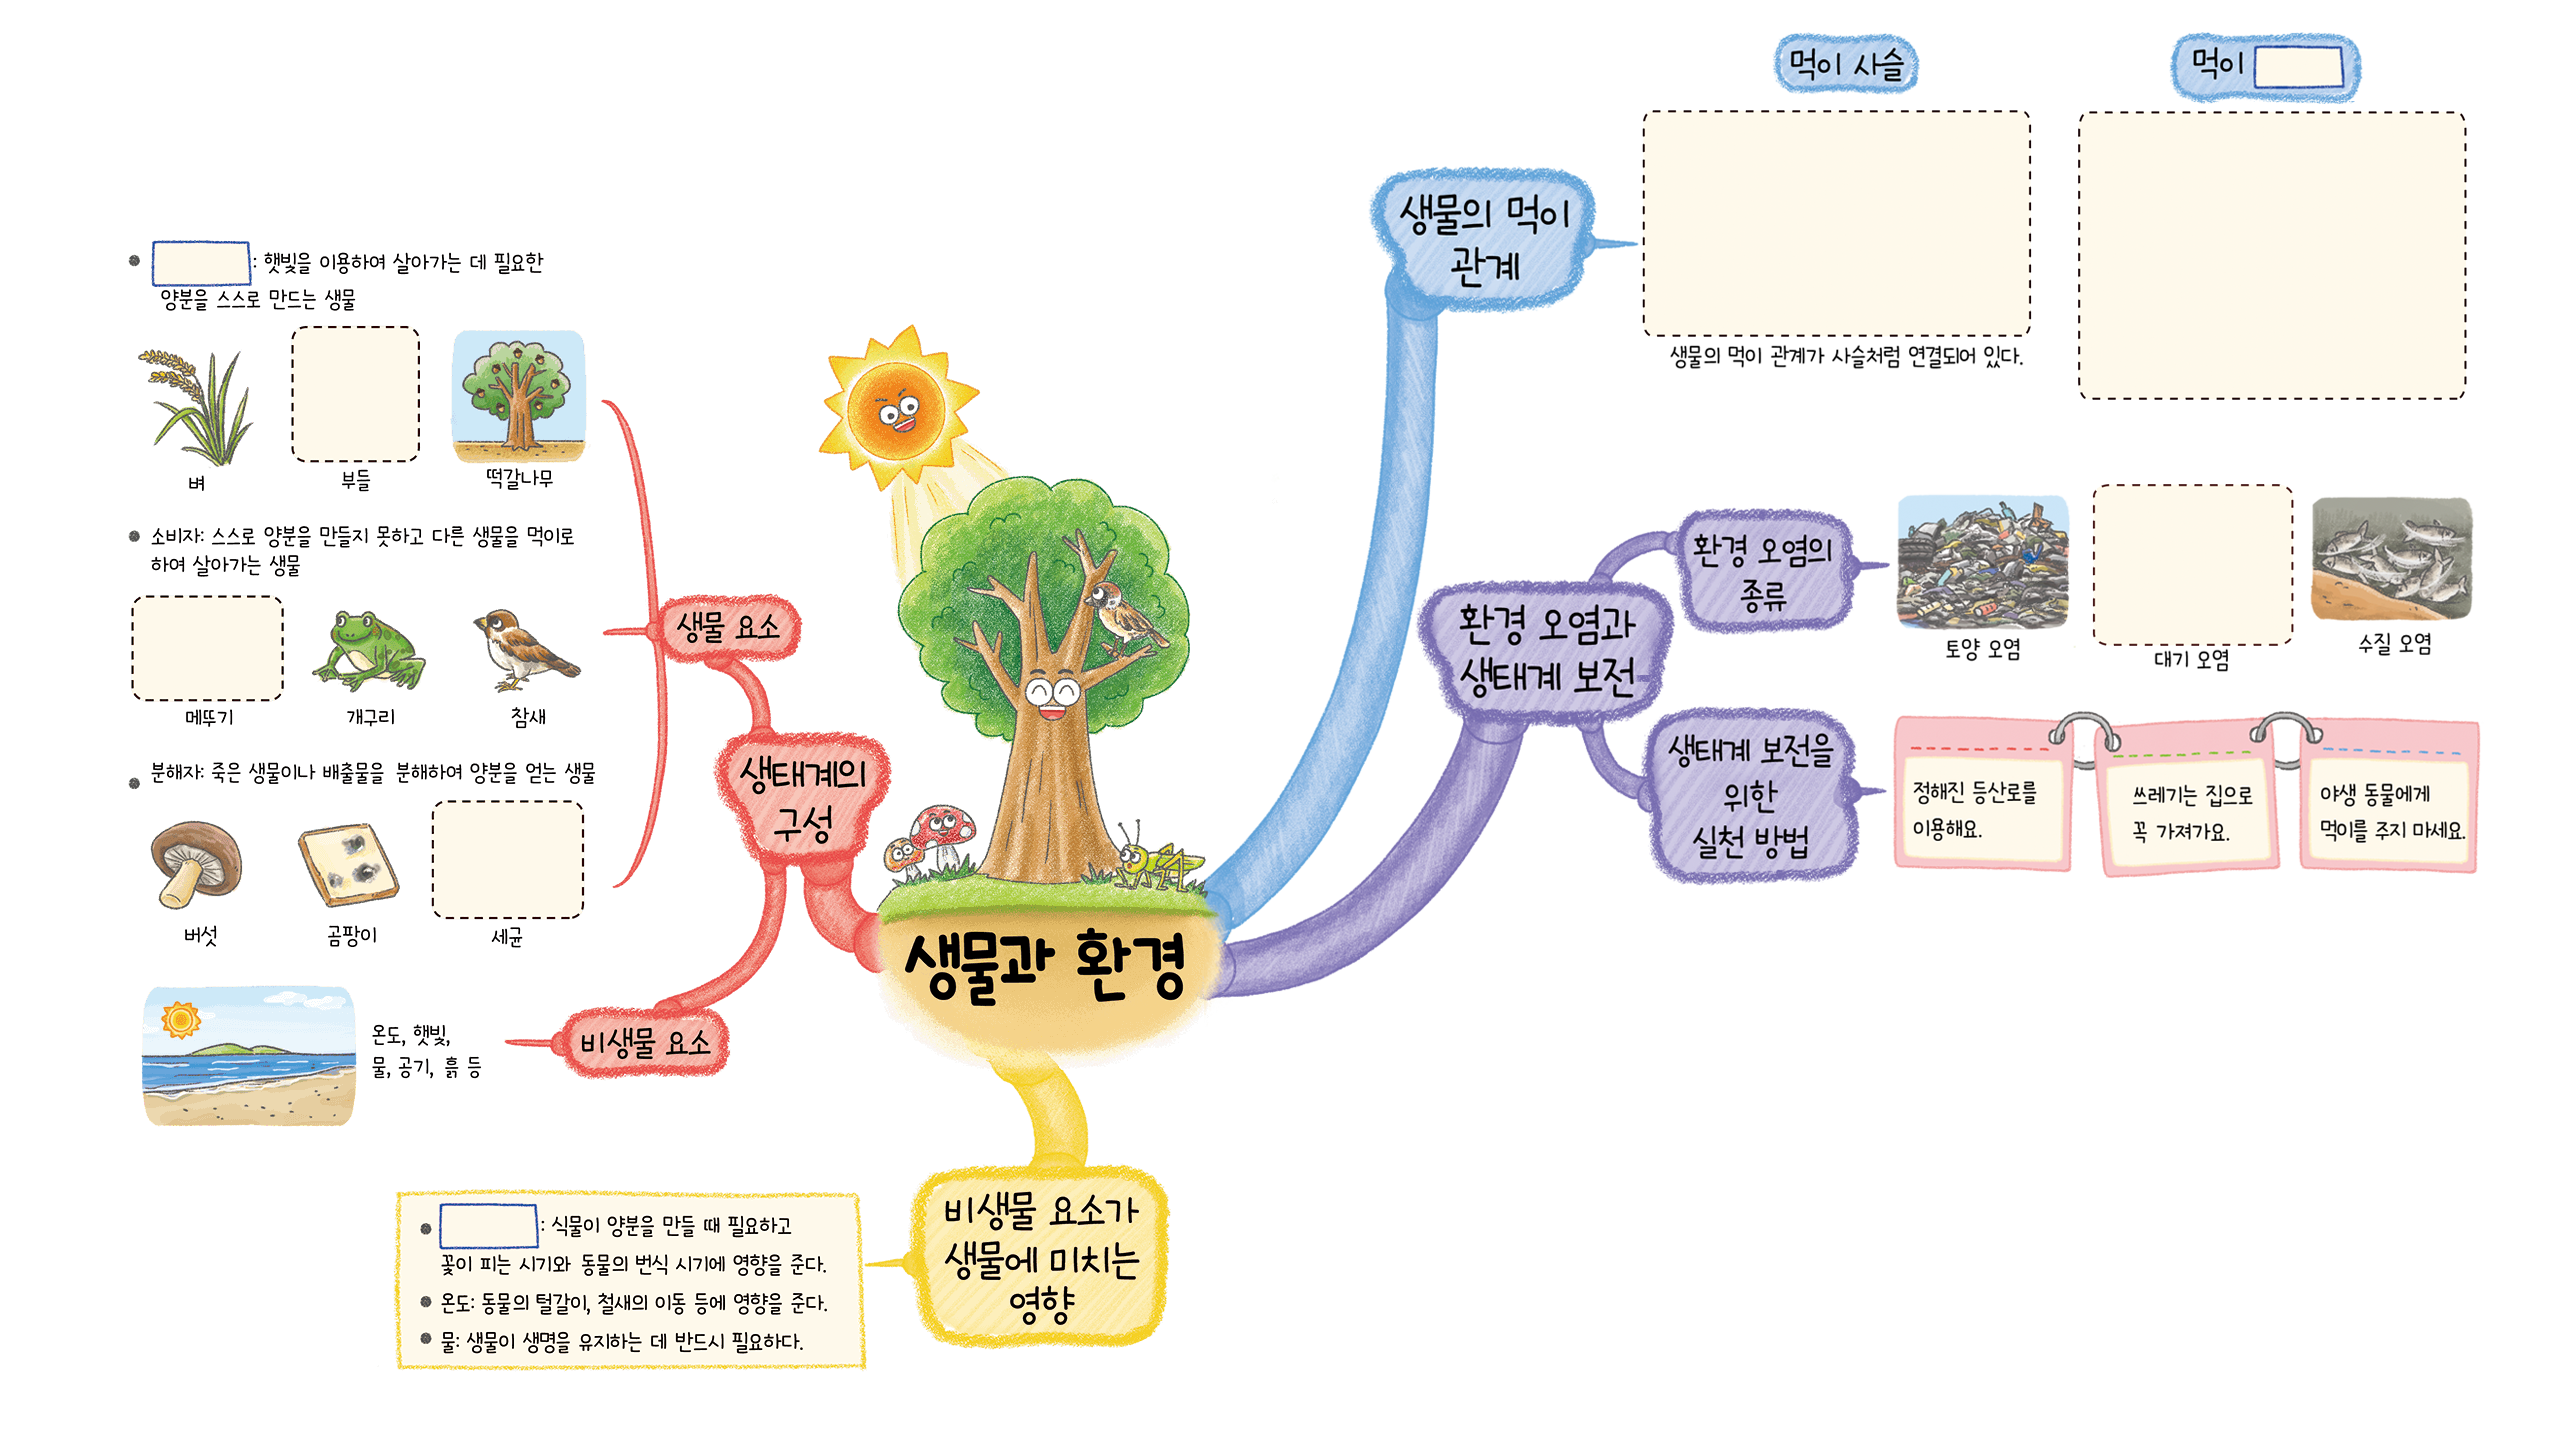 : 햇빛을 이용하여 살아가는 데 필요한
양분을 스스로 만드는 생물
벼
부들
떡갈나무
소비자: 스스로 양분을 만들지 못하고 다른 생물을 먹이로
하여 살아가는 생물
메뚜기
개구리
참새
분해자: 죽은 생물이나 배출물을 분해하여 양분을 얻는 생물
버섯
곰팡이
세균
생물 요소
생태계의
구성
온도, 햇빛,
물, 공기, 흙 등
비생물 요소
생물과 환경
: 식물이 양분을 만들 때 필요하고
꽃이 피는 시기와 동물의 번식 시기에 영향을 준다.
온도: 동물의 털갈이, 철새의 이동 등에 영향을 준다.
물: 생물이 생명을 유지하는 데 반드시 필요하다.
비생물 요소가
생물에 미치는
영향
생물의 먹이
관계
먹이 사슬
생물의 먹이 관계가 사슬처럼 연결되어 있다.
먹이
환경 오염과
생태계 보전
환경 오염의
종류
토양 오염
대기 오염
수질 오염
생태계 보전을
위한
실천 방법
정해진 등산로를
이용해요.
쓰레기는 집으로
꼭 가져가요.
야생 동물에게
먹이를 주지 마세요.